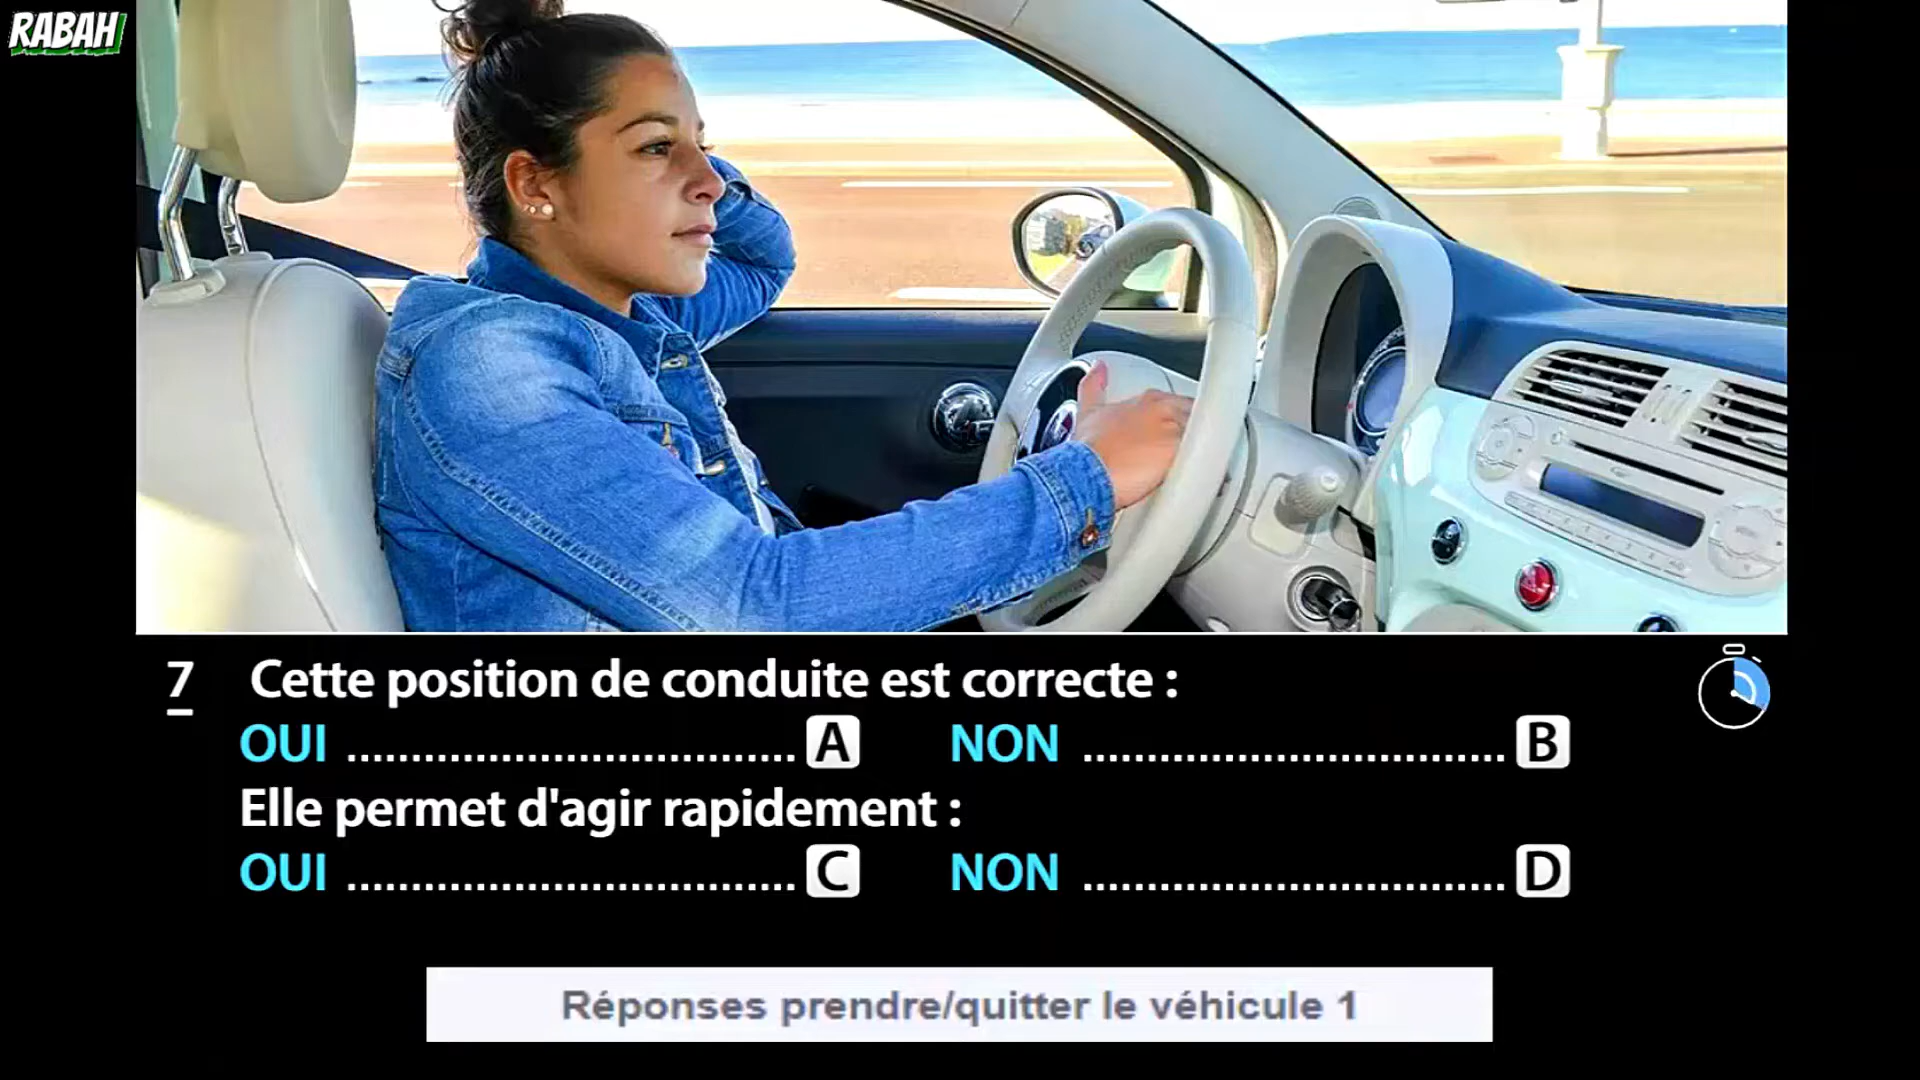 RABAH
7 Cette position de conduite est correcte :
OUI .................................. A NON ................................ B
Elle permet d'agir rapidement :
OUI .................................. C NON ................................ D
Réponses prendre/quitter le véhicule 1